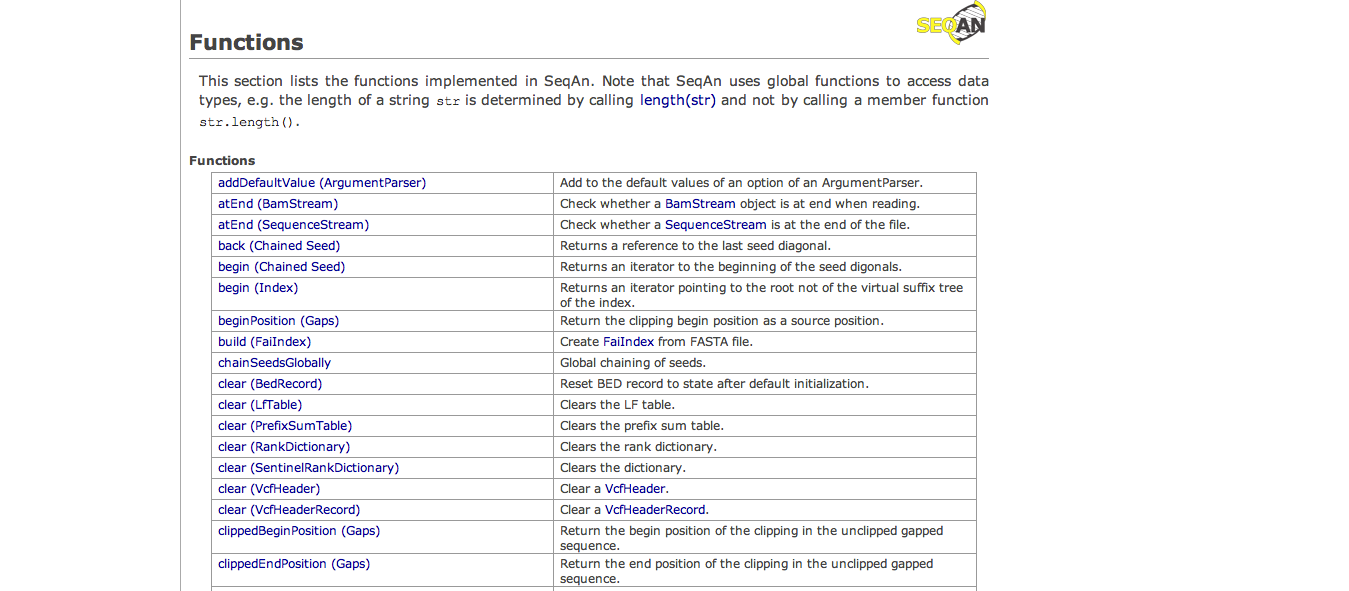 SEQAN
Functions
This section lists the functions implemented in SeqAn. Note that SeqAn uses global functions to access data
types, e.g. the length of a string str is determined by calling length(str) and not by calling a member function
str.length().
Functions
addDefaultValue (ArgumentParser) Add to the default values of an option of an ArgumentParser.
atEnd (BamStream) Check whether a BamStream object is at end when reading.
atEnd (SequenceStream) Check whether a SequenceStream is at the end of the file.
back (Chained Seed) Returns a reference to the last seed diagonal.
begin (Chained Seed) Returns an iterator to the beginning of the seed digonals.
begin (Index) Returns an iterator pointing to the root not of the virtual suffix tree
of the index.
beginPosition (Gaps) Return the clipping begin position as a source position.
build (FaiIndex) Create FaiIndex from FASTA file.
chainSeedsGlobally Global chaining of seeds.
clear (BedRecord) Reset BED record to state after default initialization.
clear (LfTable) Clears the LF table.
clear (PrefixSumTable) Clears the prefix sum table.
clear (RankDictionary) Clears the rank dictionary.
clear (SentinelRankDictionary) Clears the dictionary.
clear (VcfHeader) Clear a VcfHeader.
clear (VcfHeaderRecord) Clear a VcfHeaderRecord.
clippedBeginPosition (Gaps) Return the begin position of the clipping in the unclipped gapped
sequence.
clippedEndPosition (Gaps) Return the end position of the clipping in the unclipped gapped
sequence.